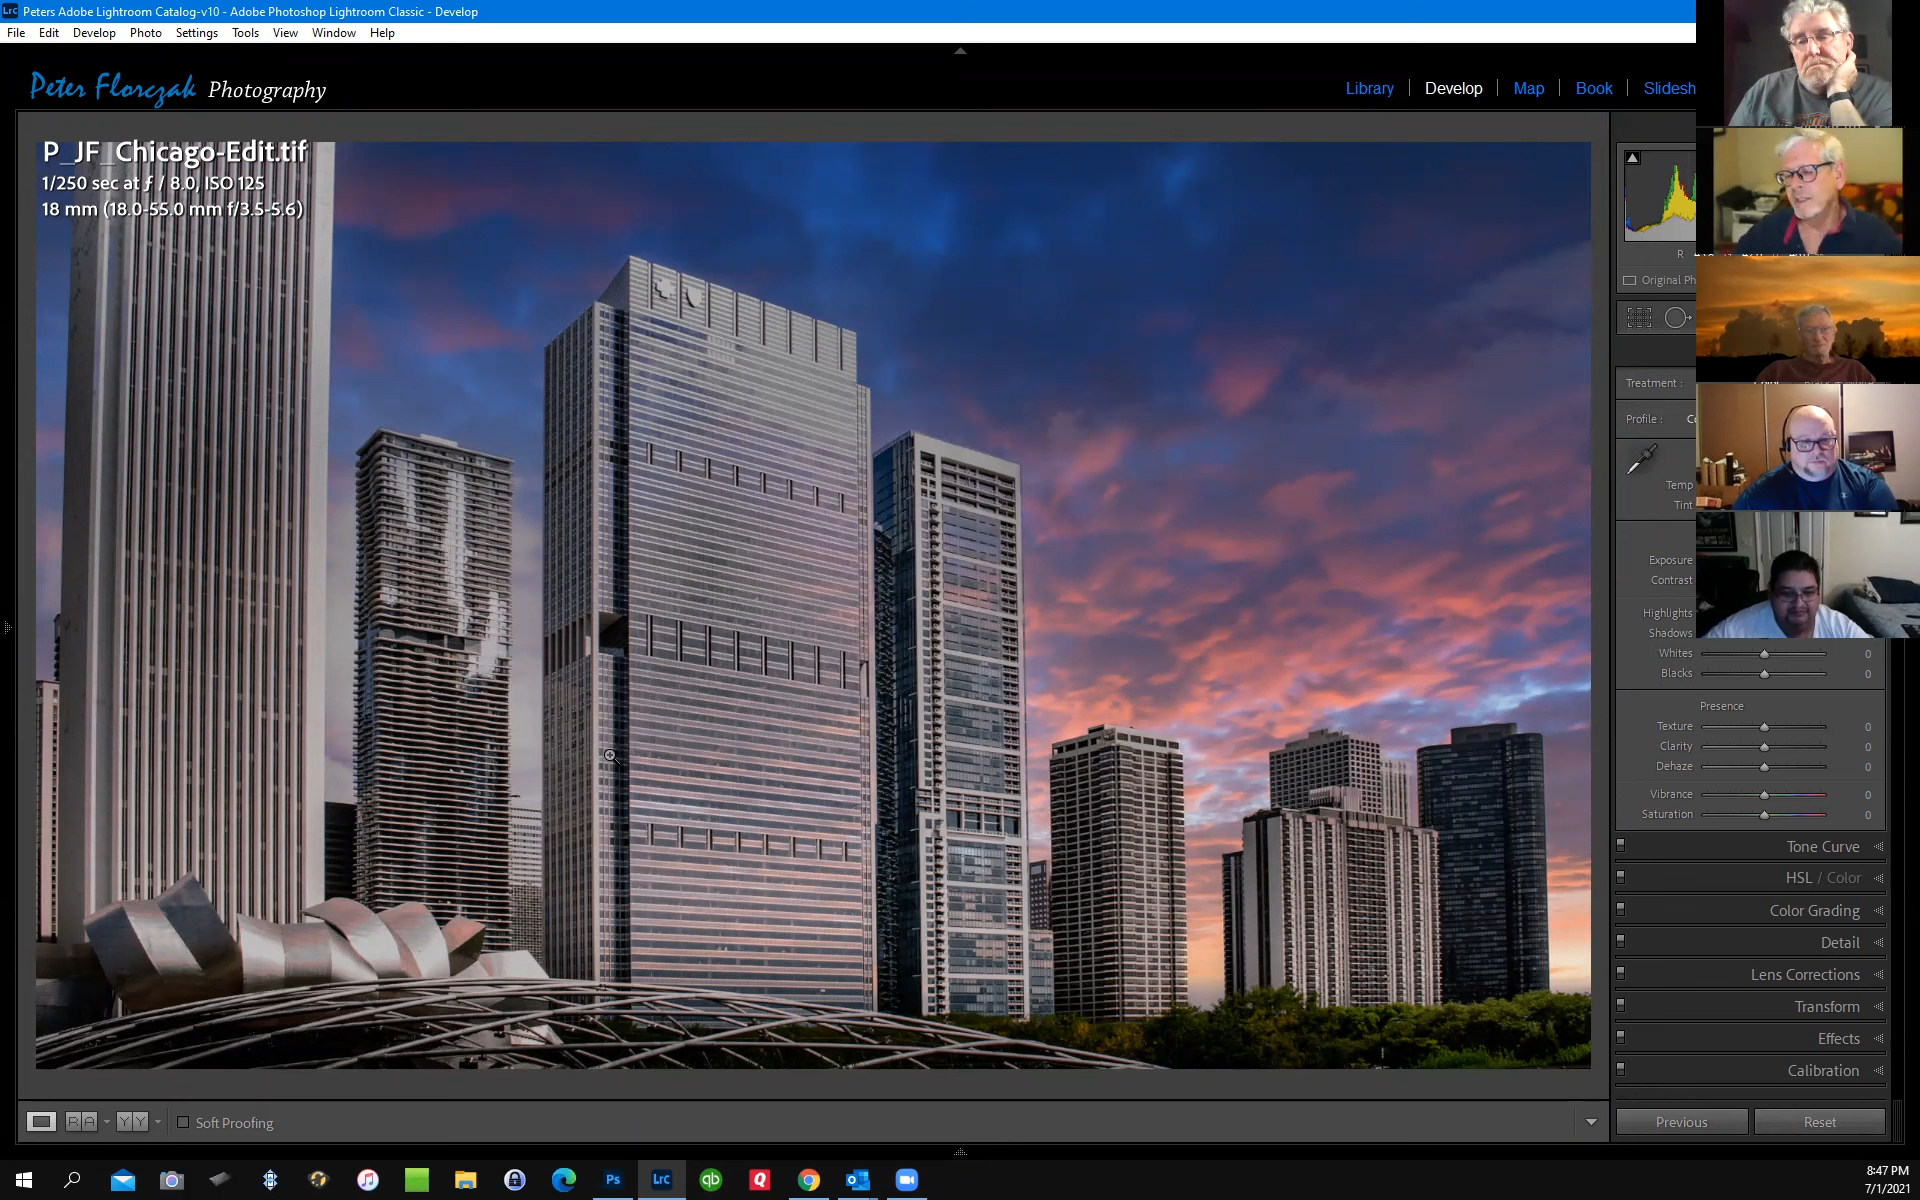 Peters Adobe Lightroom Catalog-v10 - Adobe Photoshop Lightroom Classic - Develop
File Edit Develop Photo Settings Tools View Window Help
Peter Florczak Photography
Library Develop Map Book Slidesh
P_JF_Chicago-Edit.tif
1/250 sec at ƒ / 8.0, ISO 125
18 mm (18.0-55.0 mm f/3.5-5.6)
R
Original Ph
Treatment :
Profile : Co
Temp
Tint
Exposure
Contrast
Highlights
Shadows
Whites 0
Blacks 0
Presence
Texture 0
Clarity 0
Dehaze 0
Vibrance 0
Saturation 0
Tone Curve
HSL / Color
Color Grading
Detail
Lens Corrections
Transform
Effects
Calibration
Previous Reset
R A Y Y Soft Proofing
Ps LrC qb Q
8:47 PM
7/1/2021